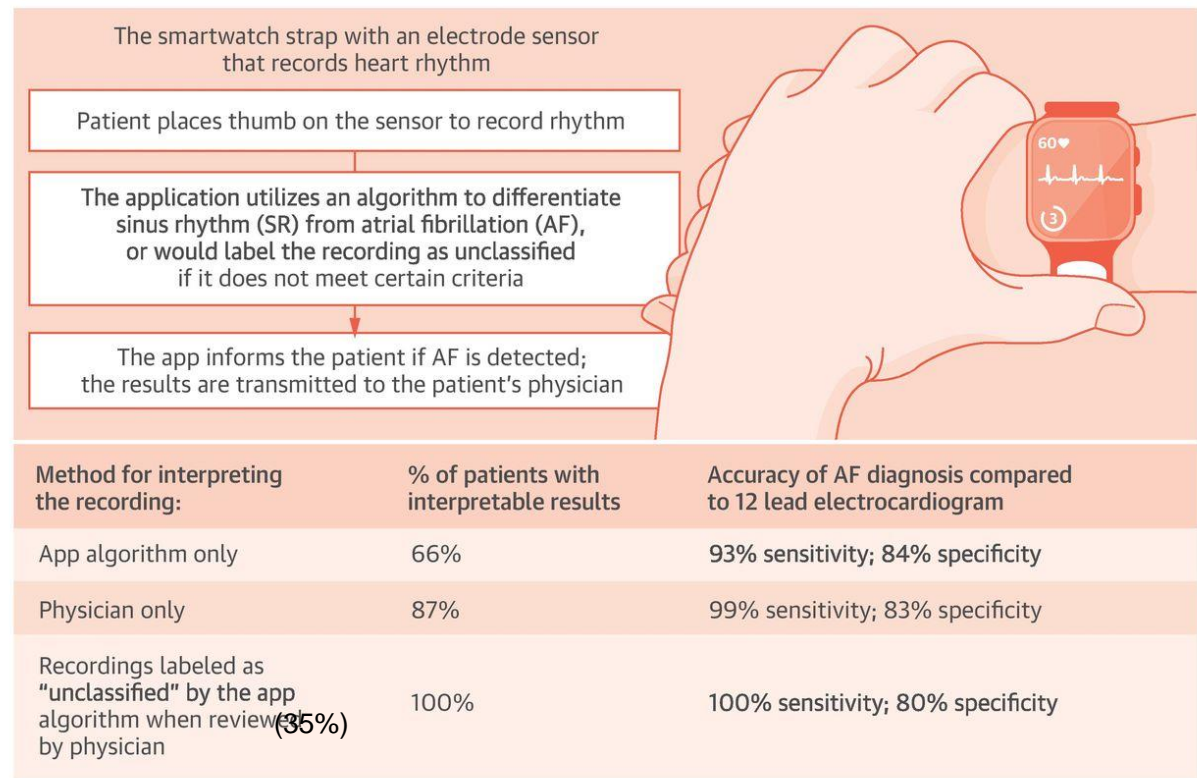 The smartwatch strap with an electrode sensor
that records heart rhythm
Patient places thumb on the sensor to record rhythm
The application utilizes an algorithm to differentiate
sinus rhythm (SR) from atrial fibrillation (AF),
or would label the recording as unclassified
if it does not meet certain criteria
The app informs the patient if AF is detected;
the results are transmitted to the patient's physician
60♥
3
Method for interpreting
the recording:
% of patients with
interpretable results
Accuracy of AF diagnosis compared
to 12 lead electrocardiogram
App algorithm only
66%
93% sensitivity; 84% specificity
Physician only
87%
99% sensitivity; 83% specificity
Recordings labeled as
“unclassified” by the app
algorithm when reviewed
(35%)
by physician
100%
100% sensitivity; 80% specificity